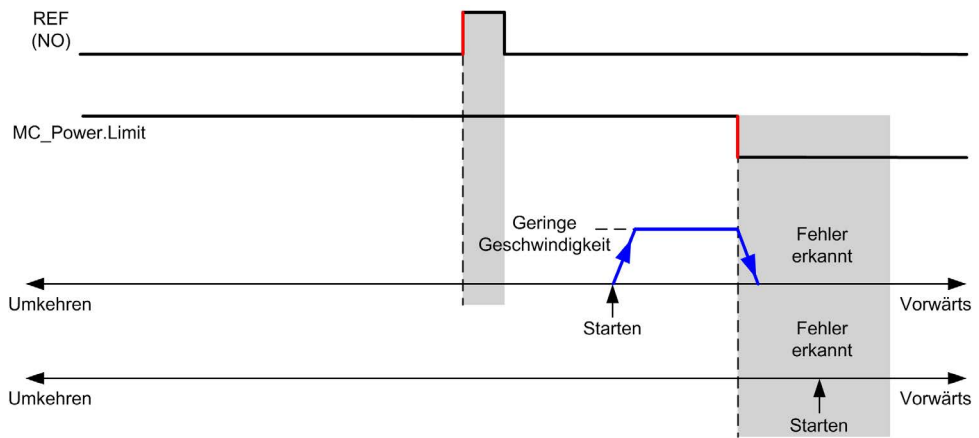 REF
(NO)
MC_Power.Limit
Geringe
Geschwindigkeit
Fehler
erkannt
Umkehren
Vorwärts
Starten
Fehler
erkannt
Umkehren
Vorwärts
Starten